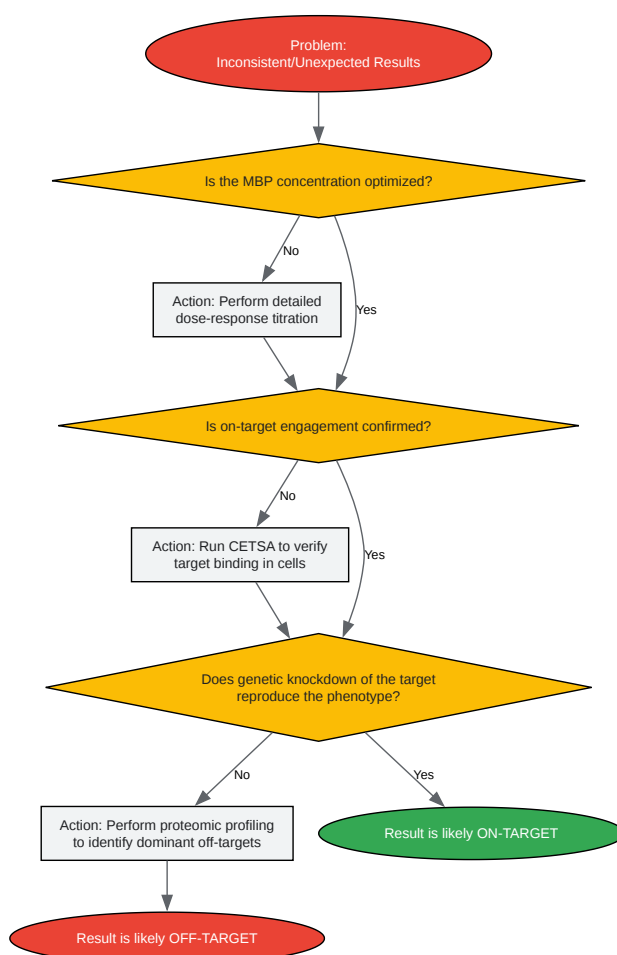 Problem:
Inconsistent/Unexpected Results
Is the MBP concentration optimized?
No
Yes
Action: Perform detailed
dose-response titration
Is on-target engagement confirmed?
No
Yes
Action: Run CETSA to verify
target binding in cells
Does genetic knockdown of the target
reproduce the phenotype?
No
Yes
Action: Perform proteomic profiling
to identify dominant off-targets
Result is likely ON-TARGET
Result is likely OFF-TARGET